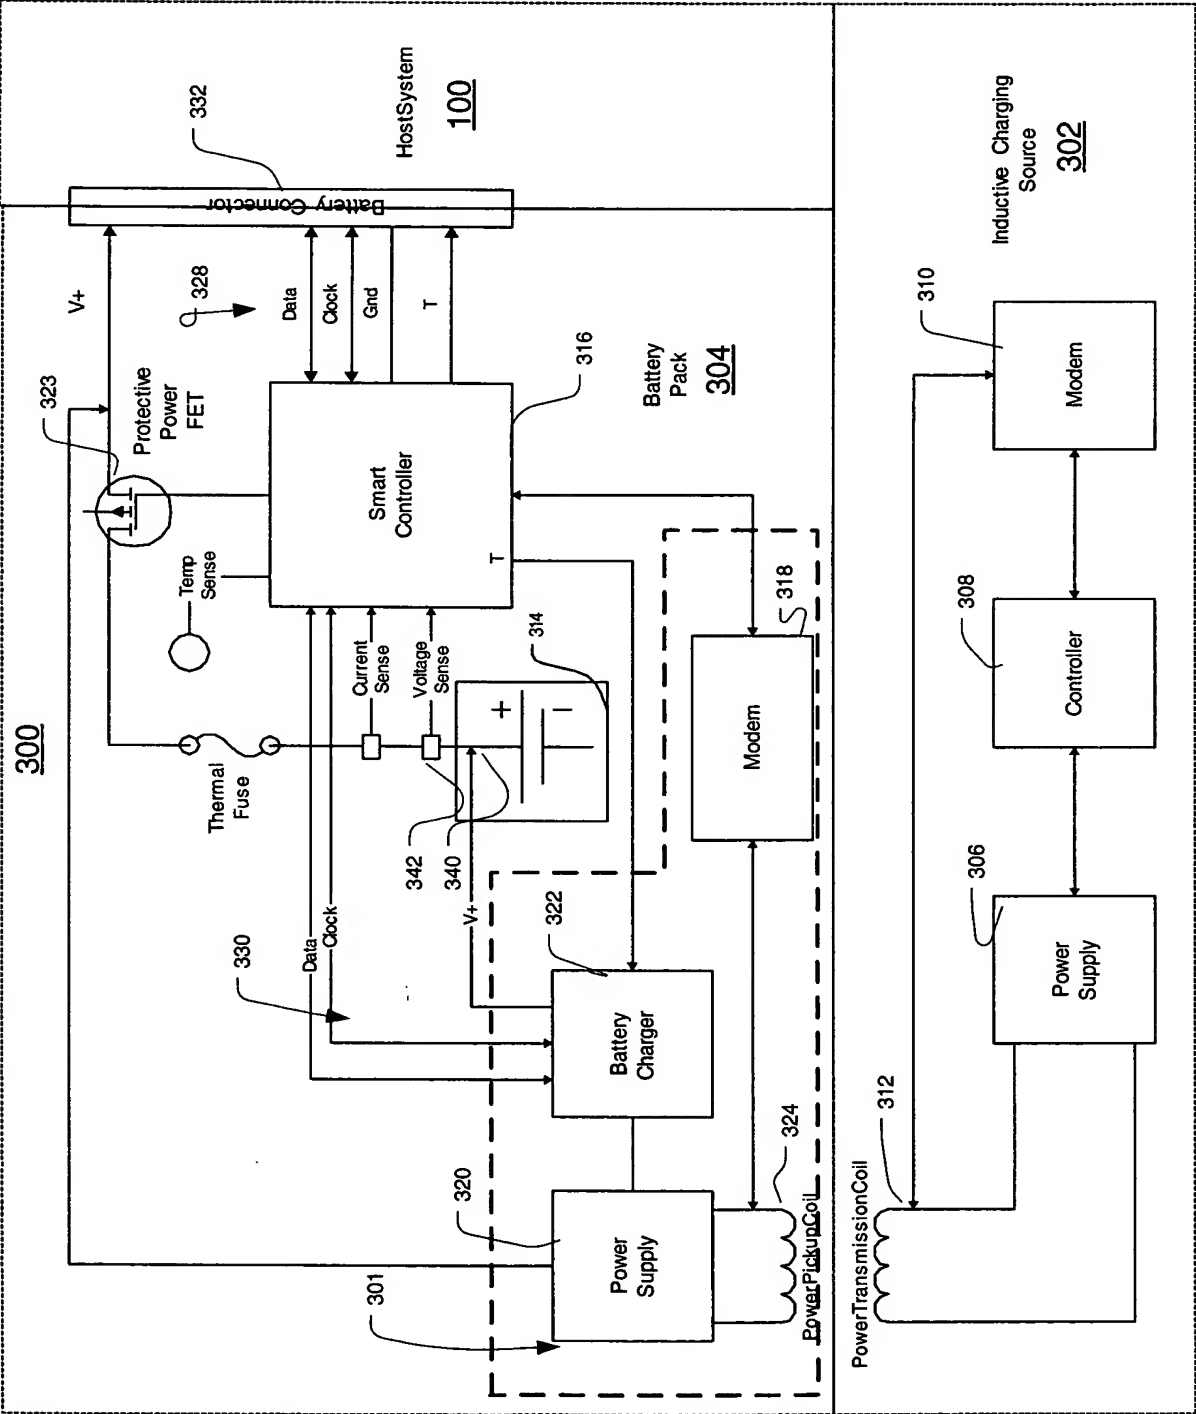 300
HostSystem
100
332
Battery Connector
V+
328
Data
Clock
Gnd
T
323
Protective
Power
FET
Battery
Pack
304
316
Smart
Controller
T
Temp
Sense
Thermal
Fuse
Current
Sense
Voltage
Sense
342
340
314
+
−
V+
330
Data
Clock
322
Battery
Charger
318
Modem
320
Power
Supply
301
324
PowerPickupCoil
Inductive Charging
Source
302
310
Modem
308
Controller
306
Power
Supply
312
PowerTransmissionCoil